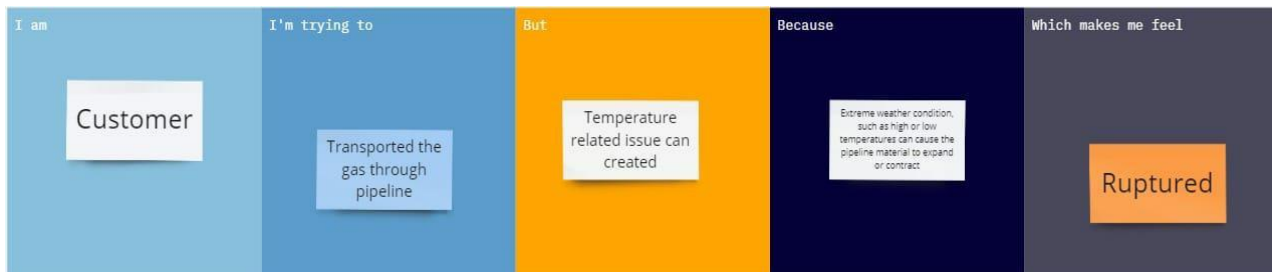 I am
Customer
I'm trying to
Transported the
gas through
pipeline
But
Temperature
related issue can
created
Because
Extreme weather condition,
such as high or low
temperatures can cause the
pipeline material to expand
or contract
Which makes me feel
Ruptured